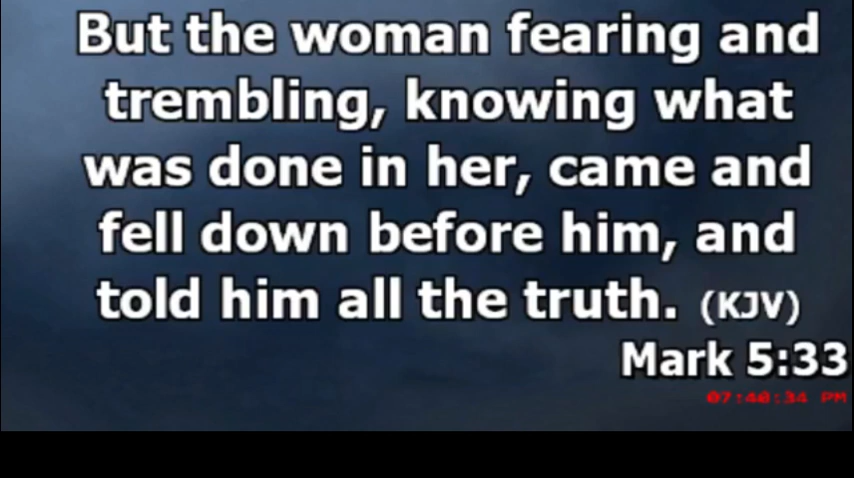 But the woman fearing and
trembling, knowing what
was done in her, came and
fell down before him, and
told him all the truth. (KJV)
Mark 5:33
07:40:34 PM